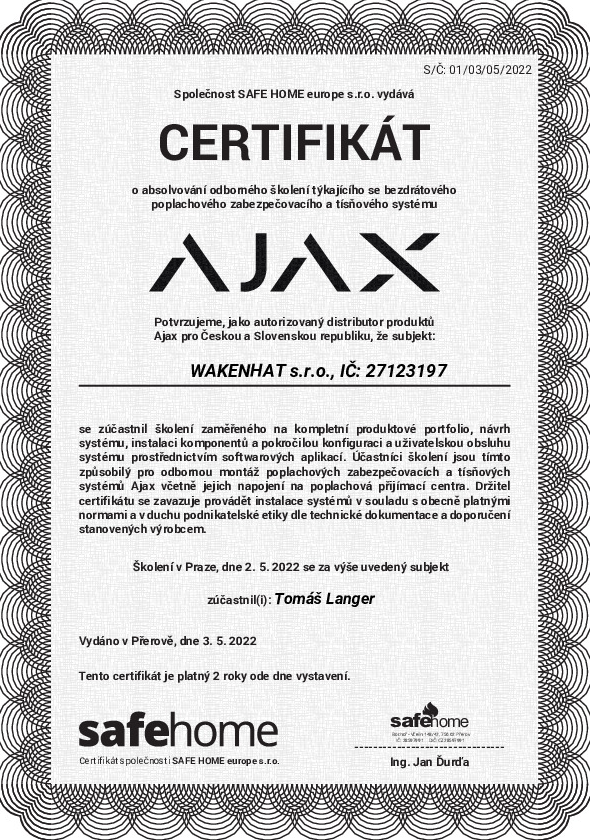 S/Č: 01/03/05/2022
Společnost SAFE HOME europe s.r.o. vydává
CERTIFIKÁT
o absolvování odborného školení týkajícího se bezdrátového
poplachového zabezpečovacího a tísňového systému
AJAX
Potvrzujeme, jako autorizovaný distributor produktů
Ajax pro Českou a Slovenskou republiku, že subjekt:
WAKENHAT s.r.o., IČ: 27123197
se zúčastnil školení zaměřeného na kompletní produktové portfolio, návrh
systému, instalaci komponentů a pokročilou konfiguraci a uživatelskou obsluhu
systému prostřednictvím softwarových aplikací. Účastníci školení jsou tímto
způsobilý pro odbornou montáž poplachových zabezpečovacích a tísňových
systémů Ajax včetně jejich napojení na poplachová přijímací centra. Držitel
certifikátu se zavazuje provádět instalace systémů v souladu s obecně platnými
normami a v duchu podnikatelské etiky dle technické dokumentace a doporučení
stanovených výrobcem.
Školení v Praze, dne 2. 5. 2022 se za výše uvedený subjekt
zúčastnil(i): Tomáš Langer
Vydáno v Přerově, dne 3. 5. 2022
Tento certifikát je platný 2 roky ode dne vystavení.
safehome
Certifikát společnosti SAFE HOME europe s.r.o.
safehome
Ing. Jan Ďurďa